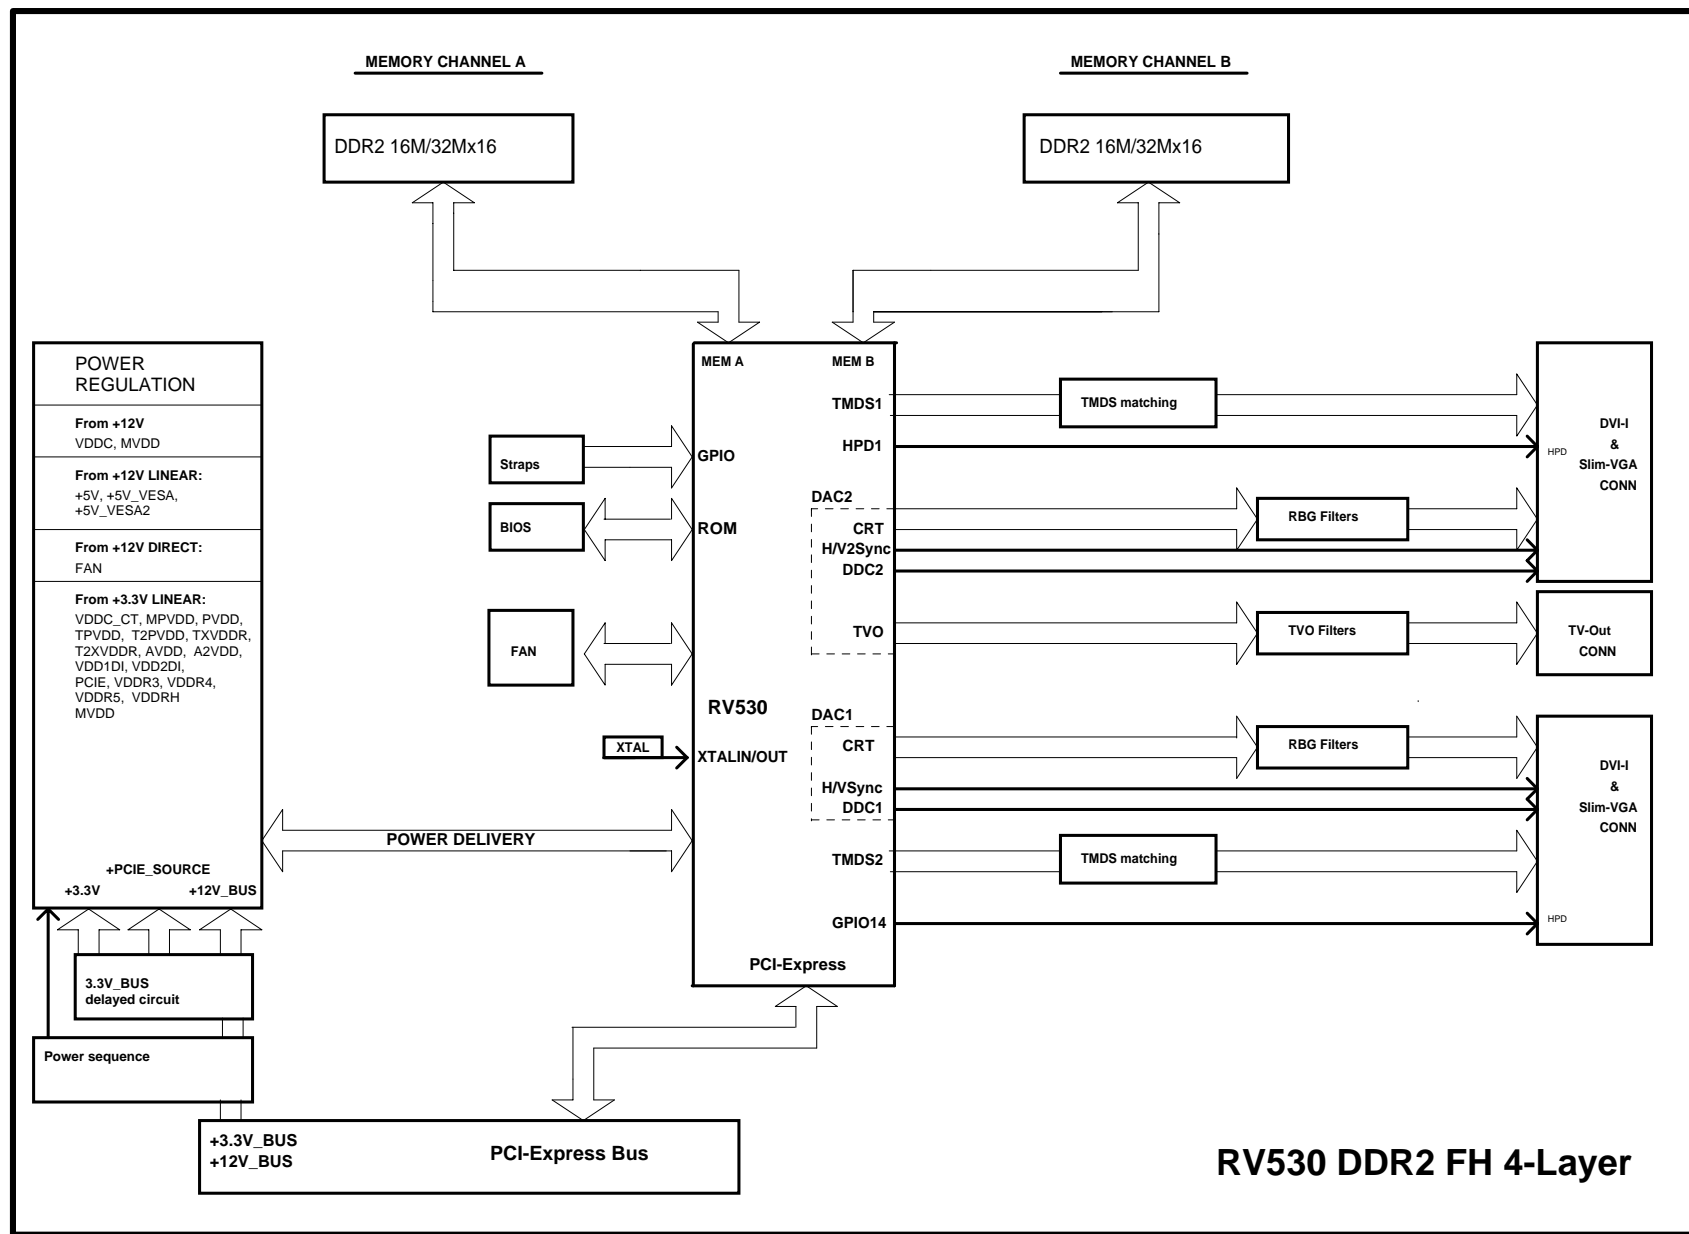 MEMORY CHANNEL A
MEMORY CHANNEL B
DDR2 16M/32Mx16
DDR2 16M/32Mx16
POWER
REGULATION
From +12V
VDDC, MVDD
From +12V LINEAR:
+5V, +5V_VESA,
+5V_VESA2
From +12V DIRECT:
FAN
From +3.3V LINEAR:
VDDC_CT, MPVDD, PVDD,
TPVDD, T2PVDD, TXVDDR,
T2XVDDR, AVDD, A2VDD,
VDD1DI, VDD2DI,
PCIE, VDDR3, VDDR4,
VDDR5, VDDRH
MVDD
+PCIE_SOURCE
+3.3V
+12V_BUS
3.3V_BUS
delayed circuit
Power sequence
Straps
BIOS
FAN
XTAL
POWER DELIVERY
MEM A
MEM B
GPIO
ROM
RV530
XTALIN/OUT
TMDS1
HPD1
DAC2
CRT
H/V2Sync
DDC2
TVO
DAC1
CRT
H/VSync
DDC1
TMDS2
GPIO14
PCI-Express
TMDS matching
RBG Filters
TVO Filters
RBG Filters
TMDS matching
DVI-I
&
Slim-VGA
CONN
HPD
TV-Out
CONN
DVI-I
&
Slim-VGA
CONN
HPD
+3.3V_BUS
+12V_BUS
PCI-Express Bus
RV530 DDR2 FH 4-Layer